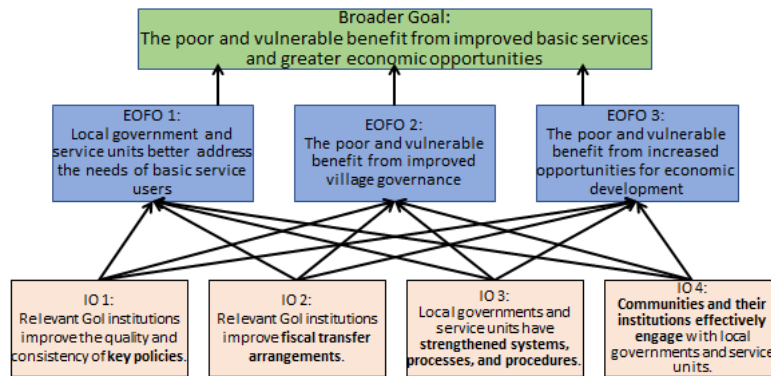 Broader Goal:
The poor and vulnerable benefit from improved basic services
and greater economic opportunities
EOFO 1:
Local government and
service units better address
the needs of basic service
users
EOFO 2:
The poor and vulnerable
benefit from improved
village governance
EOFO 3:
The poor and vulnerable
benefit from increased
opportunities for economic
development
IO 1:
Relevant GoI institutions
improve the quality and
consistency of key policies.
IO 2:
Relevant GoI institutions
improve fiscal transfer
arrangements.
IO 3:
Local governments and
service units have
strengthened systems,
processes, and procedures.
IO 4:
Communities and their
institutions effectively
engage with local
governments and service
units.